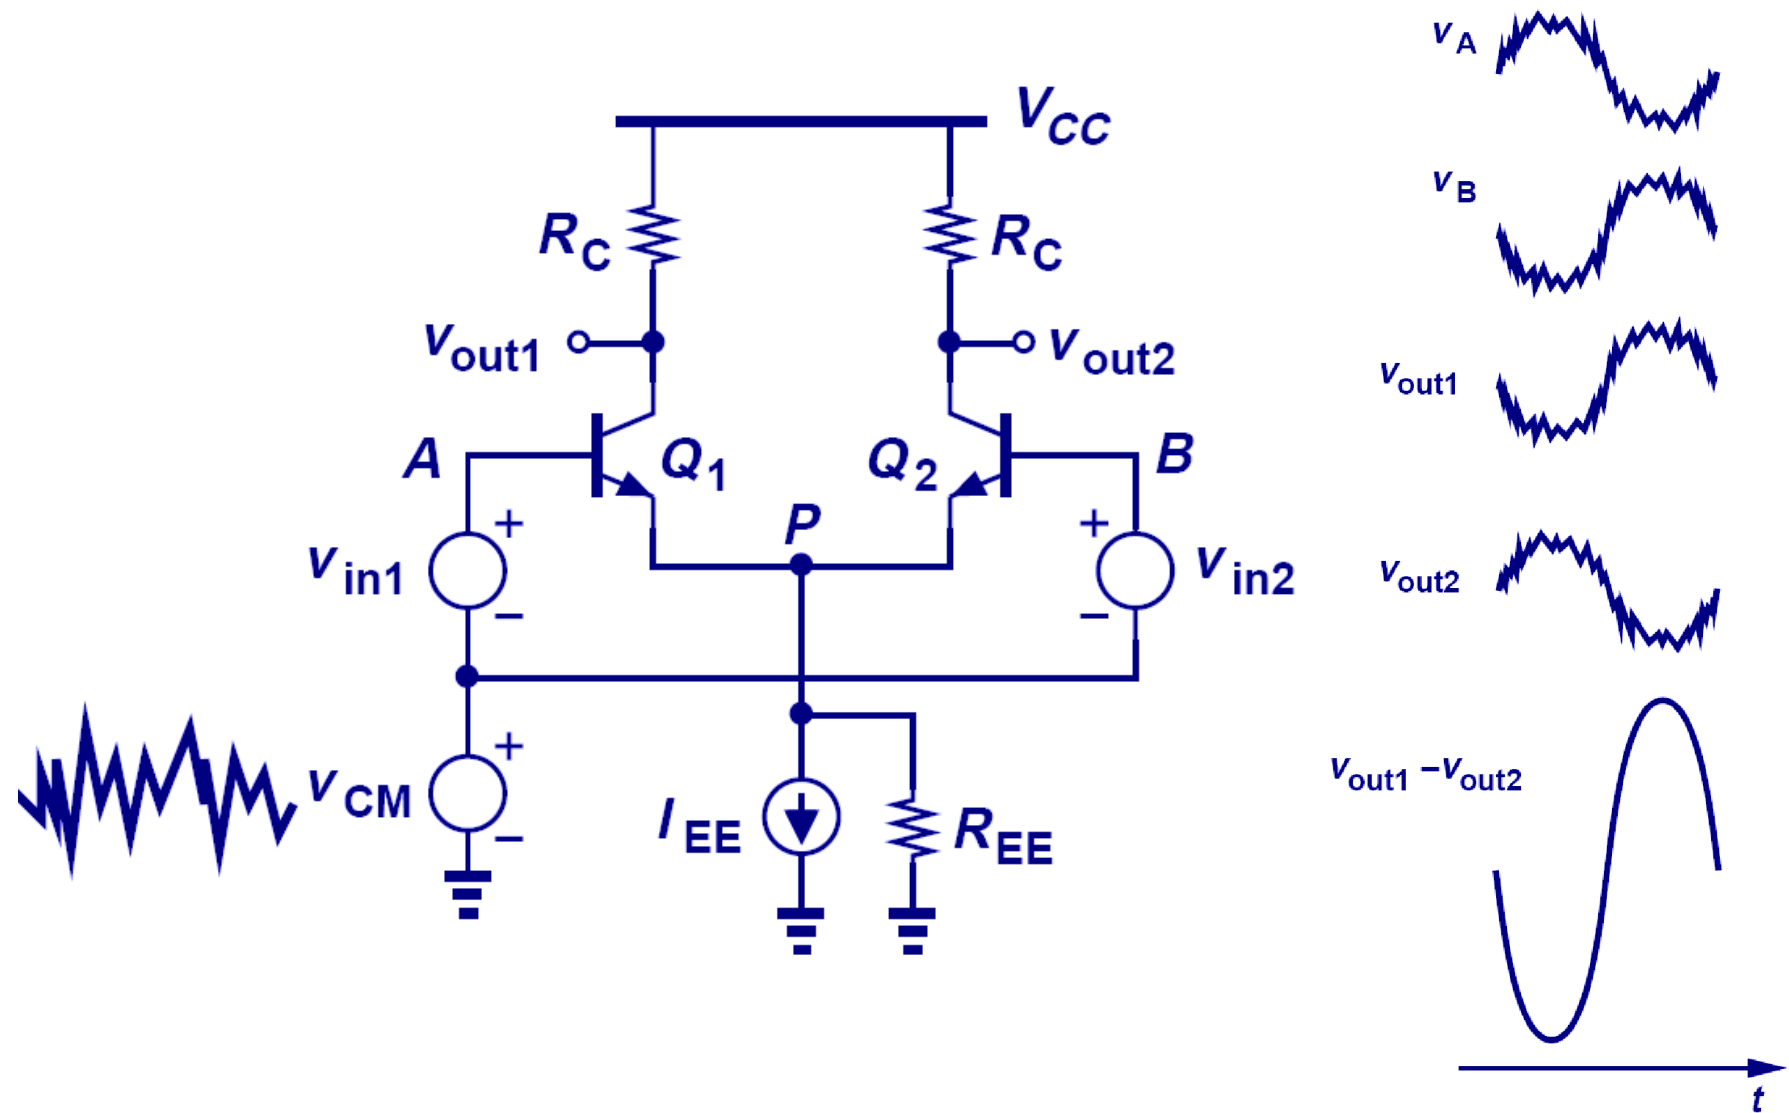 VCC
RC
RC
vout1
vout2
A
Q1
Q2
B
P
+
+
vin1
vin2
−
−
+
vCM
−
IEE
REE
vA
vB
vout1
vout2
vout1 −vout2
t